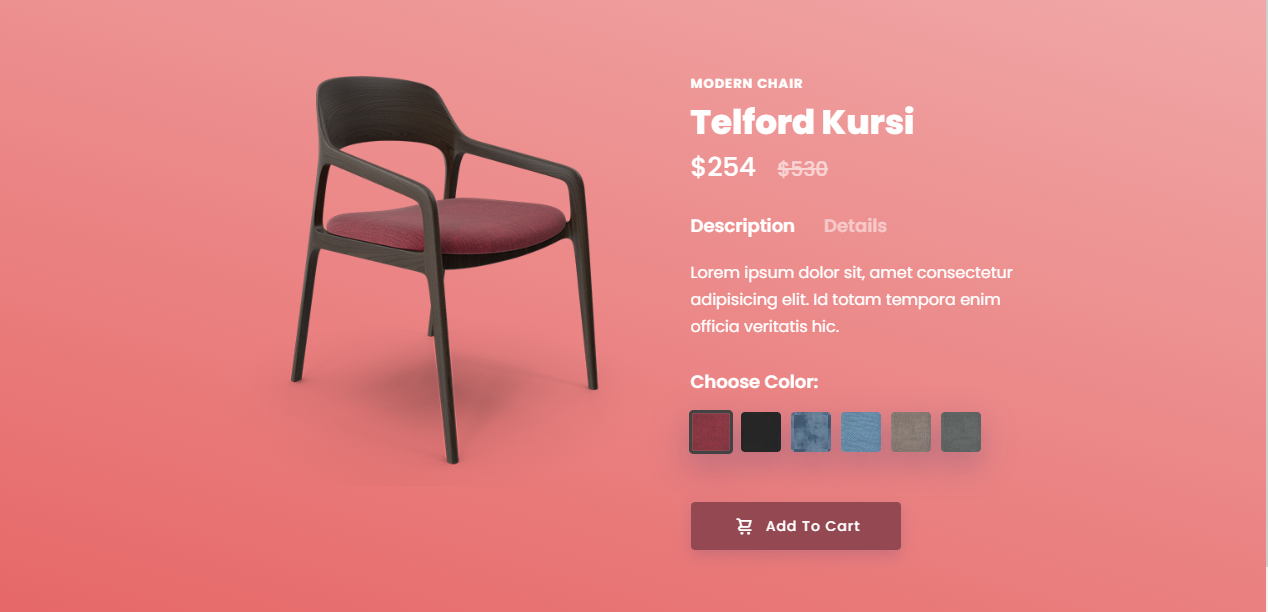 MODERN CHAIR
Telford Kursi
$254 $530
Description Details
Lorem ipsum dolor sit, amet consectetur
adipisicing elit. Id totam tempora enim
officia veritatis hic.
Choose Color:
Add To Cart